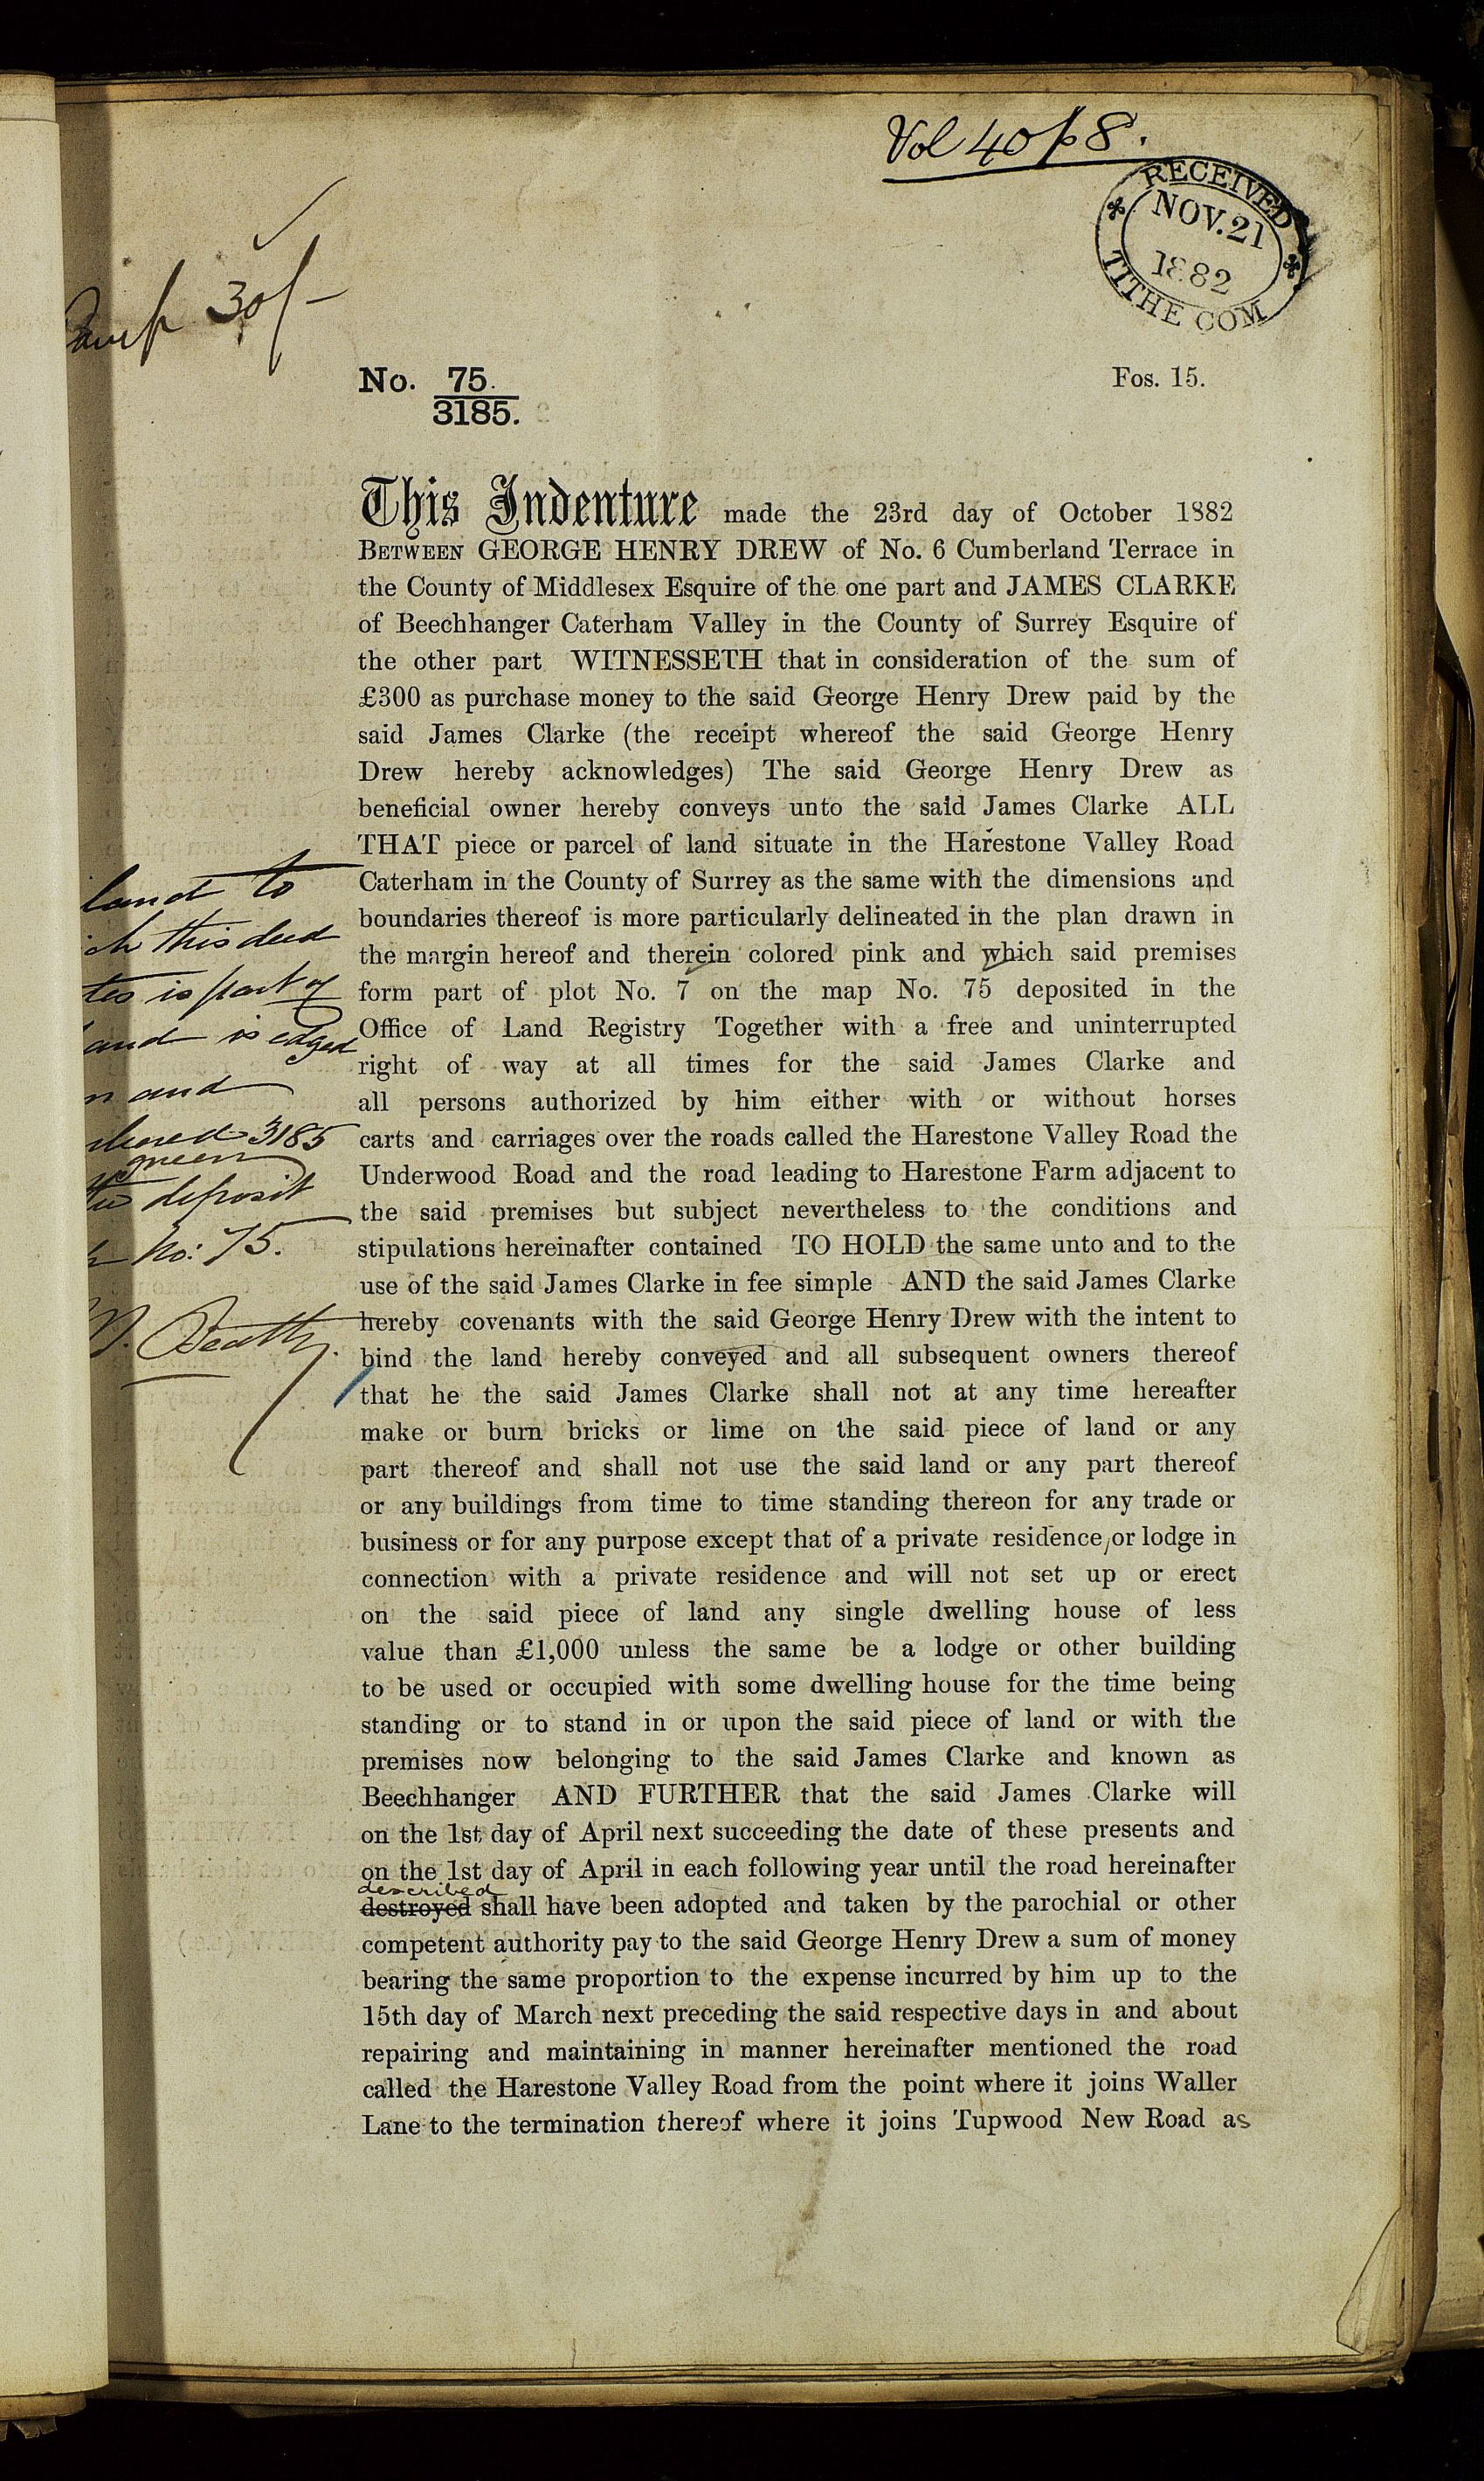 Vol 40 p 8.
RECEIVED
NOV. 21
1882
TITHE COM
30/-
No. 75.
3185.
Fos. 15.
This Indenture made the 23rd day of October 1882
BETWEEN GEORGE HENRY DREW of No. 6 Cumberland Terrace in
the County of Middlesex Esquire of the one part and JAMES CLARKE
of Beechhanger Caterham Valley in the County of Surrey Esquire of
the other part WITNESSETH that in consideration of the sum of
£300 as purchase money to the said George Henry Drew paid by the
said James Clarke (the receipt whereof the said George Henry
Drew hereby acknowledges) The said George Henry Drew as
beneficial owner hereby conveys unto the said James Clarke ALL
THAT piece or parcel of land situate in the Harestone Valley Road
Caterham in the County of Surrey as the same with the dimensions and
boundaries thereof is more particularly delineated in the plan drawn in
the margin hereof and therein colored pink and which said premises
form part of plot No. 7 on the map No. 75 deposited in the
Office of Land Registry Together with a free and uninterrupted
right of way at all times for the said James Clarke and
all persons authorized by him either with or without horses
carts and carriages over the roads called the Harestone Valley Road the
Underwood Road and the road leading to Harestone Farm adjacent to
the said premises but subject nevertheless to the conditions and
stipulations hereinafter contained TO HOLD the same unto and to the
use of the said James Clarke in fee simple AND the said James Clarke
hereby covenants with the said George Henry Drew with the intent to
bind the land hereby conveyed and all subsequent owners thereof
that he the said James Clarke shall not at any time hereafter
make or burn bricks or lime on the said piece of land or any
part thereof and shall not use the said land or any part thereof
or any buildings from time to time standing thereon for any trade or
business or for any purpose except that of a private residence, or lodge in
connection with a private residence and will not set up or erect
on the said piece of land any single dwelling house of less
value than £1,000 unless the same be a lodge or other building
to be used or occupied with some dwelling house for the time being
standing or to stand in or upon the said piece of land or with the
premises now belonging to the said James Clarke and known as
Beechhanger AND FURTHER that the said James Clarke will
on the 1st day of April next succeeding the date of these presents and
on the 1st day of April in each following year until the road hereinafter
described
destroyed shall have been adopted and taken by the parochial or other
competent authority pay to the said George Henry Drew a sum of money
bearing the same proportion to the expense incurred by him up to the
15th day of March next preceding the said respective days in and about
repairing and maintaining in manner hereinafter mentioned the road
called the Harestone Valley Road from the point where it joins Waller
Lane to the termination thereof where it joins Tupwood New Road as
land to
this deed
is part of
land is edged
and
3185
green
deposit
No: 75.